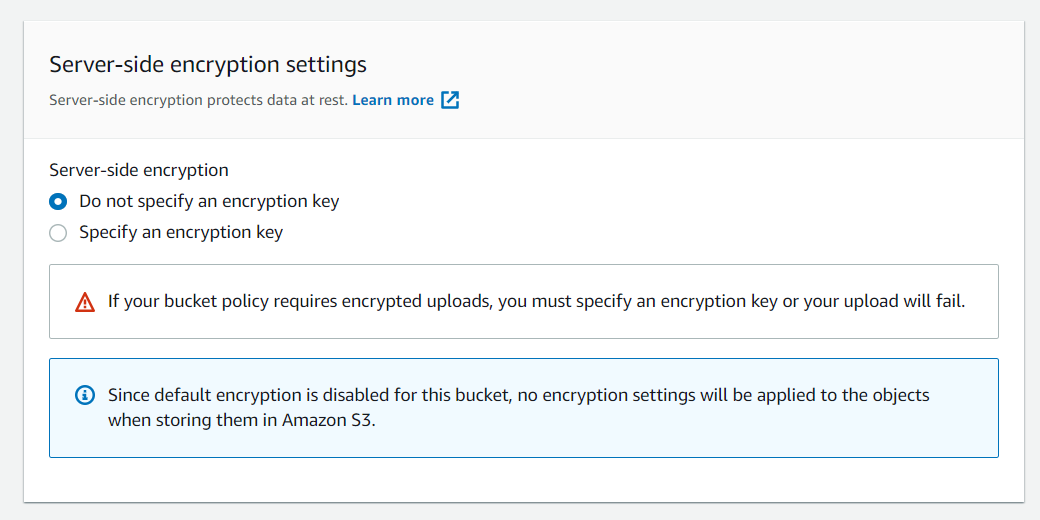 Server-side encryption settings
Server-side encryption protects data at rest. Learn more
Server-side encryption
Do not specify an encryption key
Specify an encryption key
If your bucket policy requires encrypted uploads, you must specify an encryption key or your upload will fail.
Since default encryption is disabled for this bucket, no encryption settings will be applied to the objects
when storing them in Amazon S3.